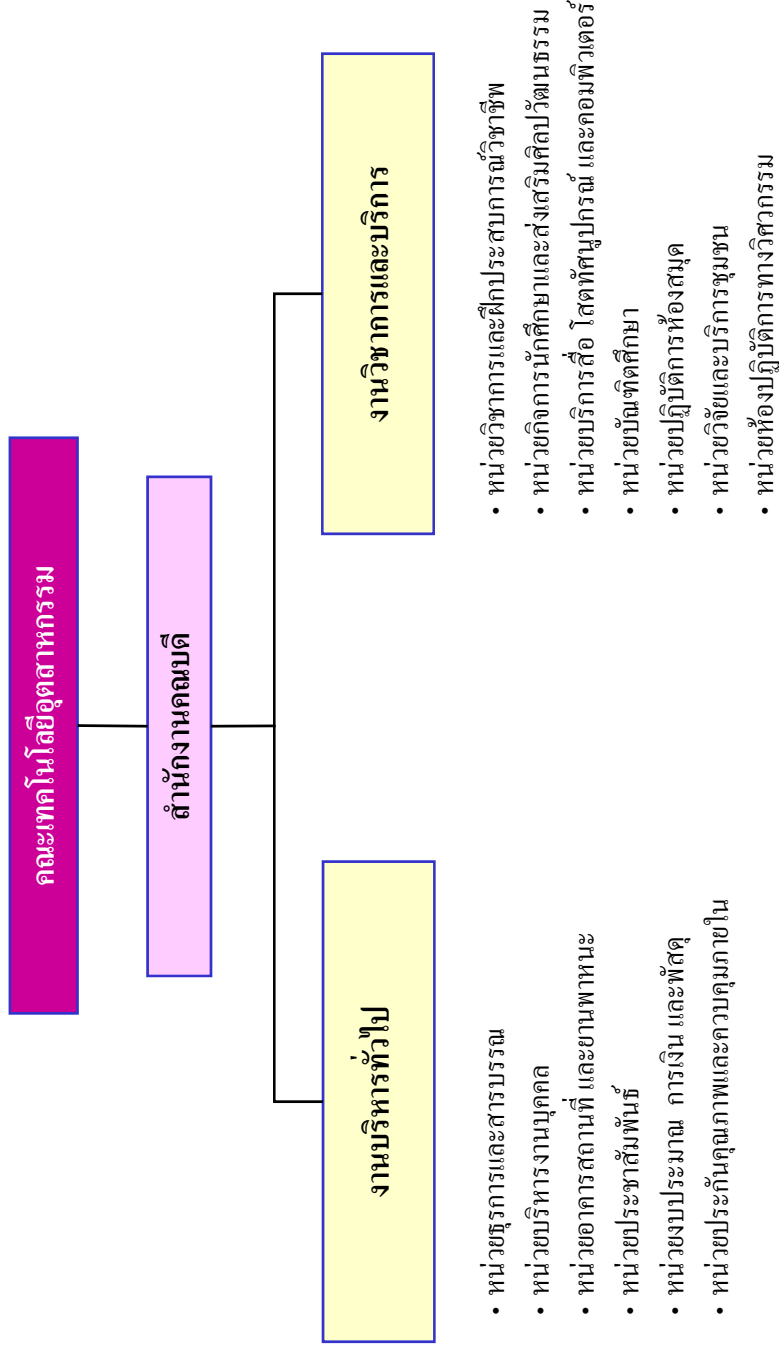 คณะเทคโนโลยีอุตสาหกรรม
สำนักงานคณบดี
งานบริหารทั่วไป
• หน่วยธุรการและสารบรรณ
• หน่วยบริหารงานบุคคล
• หน่วยอาคารสถานที่ และยานพาหนะ
• หน่วยประชาสัมพันธ์
• หน่วยงบประมาณ การเงิน และพัสดุ
• หน่วยประกันคุณภาพและควบคุมภายใน
งานวิชาการและบริการ
• หน่วยวิชาการและฝึกประสบการณ์วิชาชีพ
• หน่วยกิจการนักศึกษาและส่งเสริมศิลปวัฒนธรรม
• หน่วยบริการสื่อ โสตทัศนูปกรณ์ และคอมพิวเตอร์
• หน่วยบัณฑิตศึกษา
• หน่วยปฏิบัติการห้องสมุด
• หน่วยวิจัยและบริการชุมชน
• หน่วยห้องปฏิบัติการทางวิศวกรรม